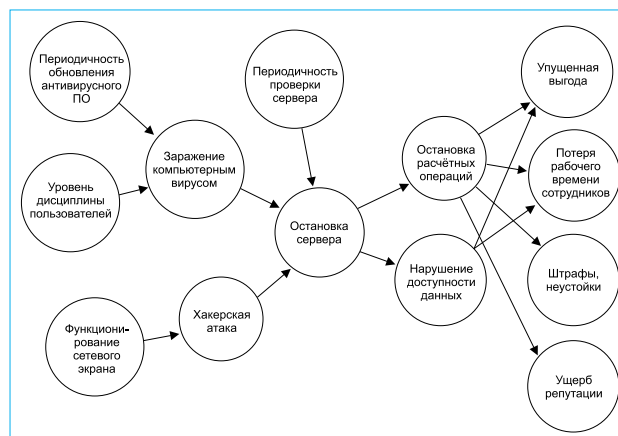 Периодичность
обновления
антивирусного
ПО
Периодичность
проверки
сервера
Упущенная
выгода
Заражение
компьютерным
вирусом
Остановка
расчётных
операций
Потеря
рабочего
времени
сотрудников
Уровень
дисциплины
пользователей
Остановка
сервера
Нарушение
доступности
данных
Штрафы,
неустойки
Хакерская
атака
Функциони-
рование
сетевого
экрана
Ущерб
репутации